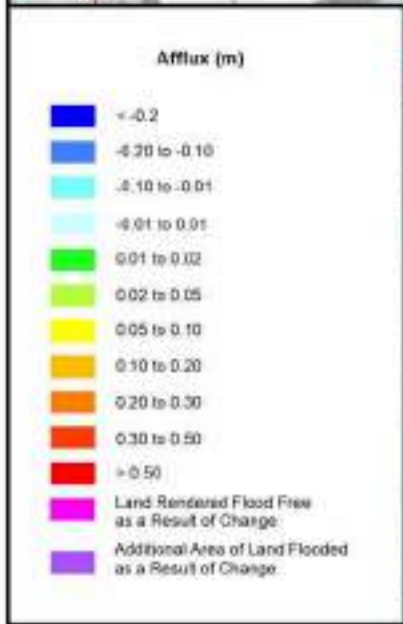 Afflux (m)
< -0.2
-0.20 to -0.10
-0.10 to -0.01
-0.01 to 0.01
0.01 to 0.02
0.02 to 0.05
0.05 to 0.10
0.10 to 0.20
0.20 to 0.30
0.30 to 0.50
> 0.50
Land Rendered Flood Free
as a Result of Change
Additional Area of Land Flooded
as a Result of Change